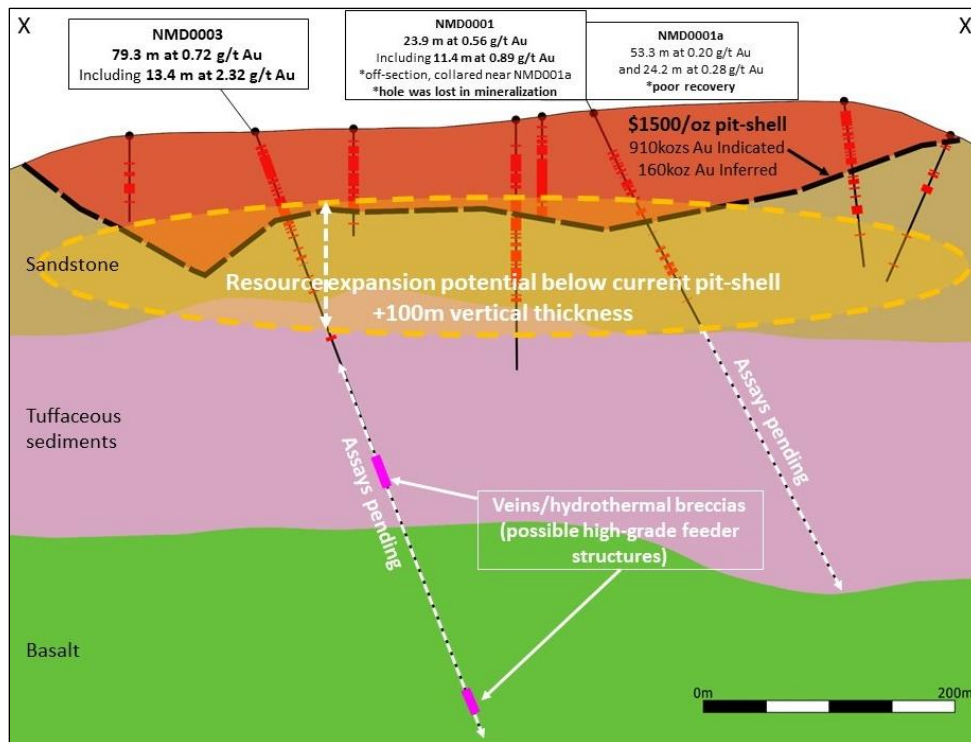 X
X
NMD0003
79.3 m at 0.72 g/t Au
Including 13.4 m at 2.32 g/t Au
NMD0001
23.9 m at 0.56 g/t Au
Including 11.4 m at 0.89 g/t Au
*off-section, collared near NMD001a
*hole was lost in mineralization
NMD0001a
53.3 m at 0.20 g/t Au
and 24.2 m at 0.28 g/t Au
*poor recovery
$1500/oz pit-shell
910kozs Au Indicated
160koz Au Inferred
Sandstone
Resource expansion potential below current pit-shell
+100m vertical thickness
Tuffaceous
sediments
Assays pending
Assays pending
Veins/hydrothermal breccias
(possible high-grade feeder
structures)
Basalt
0m
200m